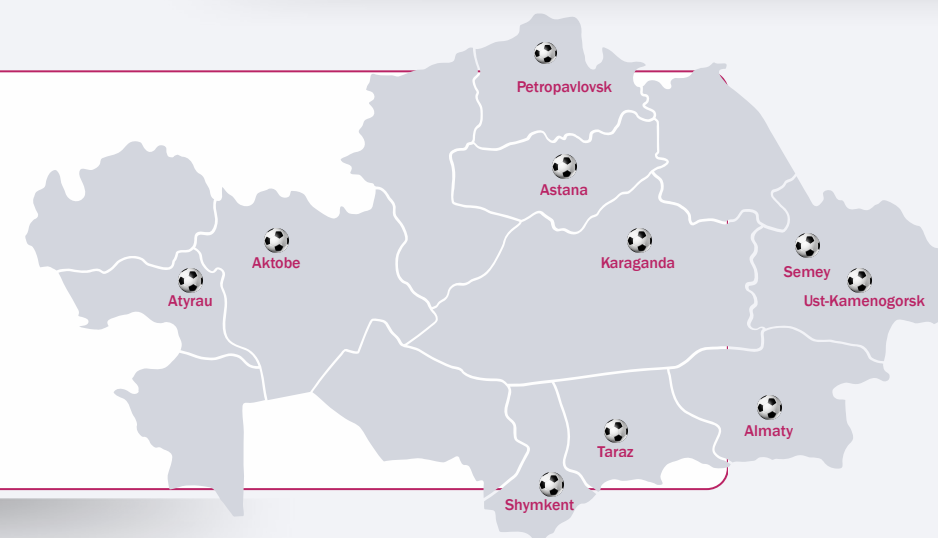 Petropavlovsk
Astana
Aktobe
Karaganda
Semey
Atyrau
Ust-Kamenogorsk
Almaty
Taraz
Shymkent